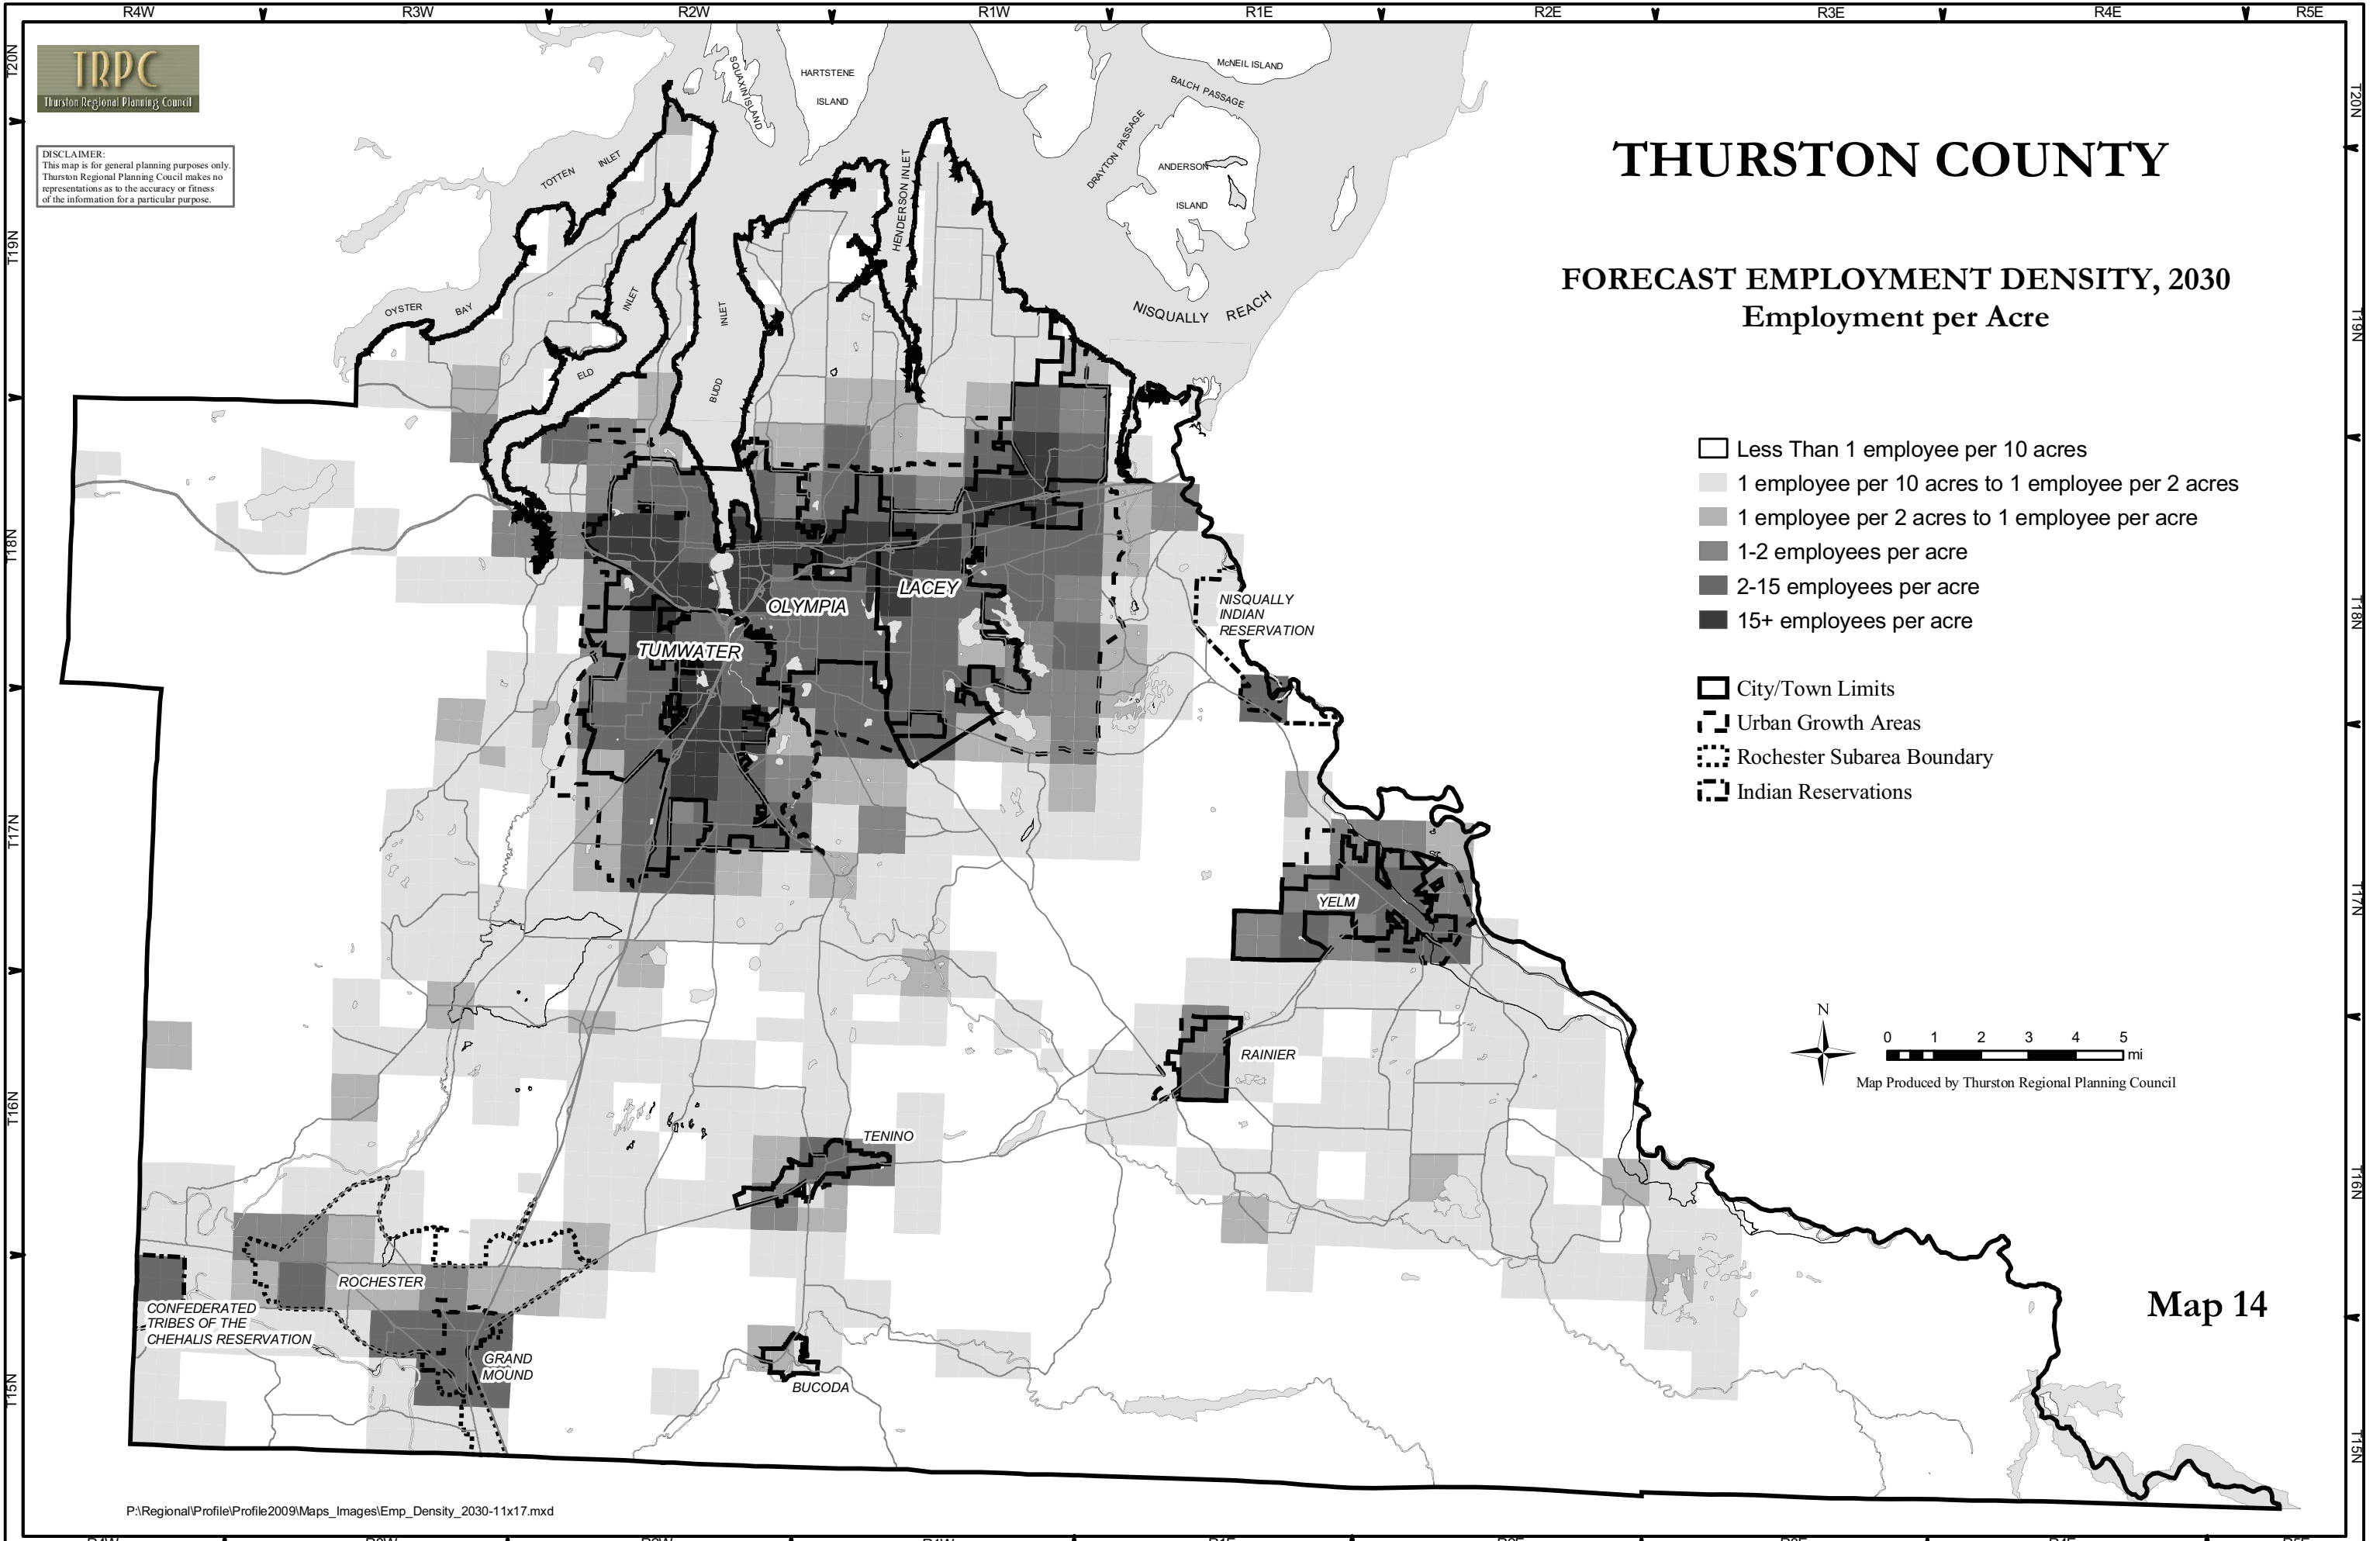 R4W R3W R2W R1W R1E R2E R3E R4E R5E
T20N
T20N
TRPC
Thurston Regional Planning Council
DISCLAIMER:
This map is for general planning purposes only.
Thurston Regional Planning Coucil makes no
representations as to the accuracy or fitness
of the information for a particular purpose.
SQUAXIN ISLAND
HARTSTENE
ISLAND
McNEIL ISLAND
BALCH PASSAGE
DRAYTON PASSAGE
ANDERSON
ISLAND
TOTTEN INLET
HENDERSON INLET
THURSTON COUNTY
FORECAST EMPLOYMENT DENSITY, 2030
Employment per Acre
T19N
T19N
OYSTER BAY
INLET
ELD
INLET
BUDD
NISQUALLY REACH
Less Than 1 employee per 10 acres
1 employee per 10 acres to 1 employee per 2 acres
1 employee per 2 acres to 1 employee per acre
1-2 employees per acre
2-15 employees per acre
15+ employees per acre
City/Town Limits
Urban Growth Areas
Rochester Subarea Boundary
Indian Reservations
T18N
T18N
LACEY
OLYMPIA
TUMWATER
NISQUALLY
INDIAN
RESERVATION
T17N
T17N
YELM
N
0 1 2 3 4 5
mi
Map Produced by Thurston Regional Planning Council
RAINIER
T16N
T16N
TENINO
ROCHESTER
CONFEDERATED
TRIBES OF THE
CHEHALIS RESERVATION
GRAND
MOUND
BUCODA
Map 14
T15N
T15N
P:\Regional\Profile\Profile2009\Maps_Images\Emp_Density_2030-11x17.mxd